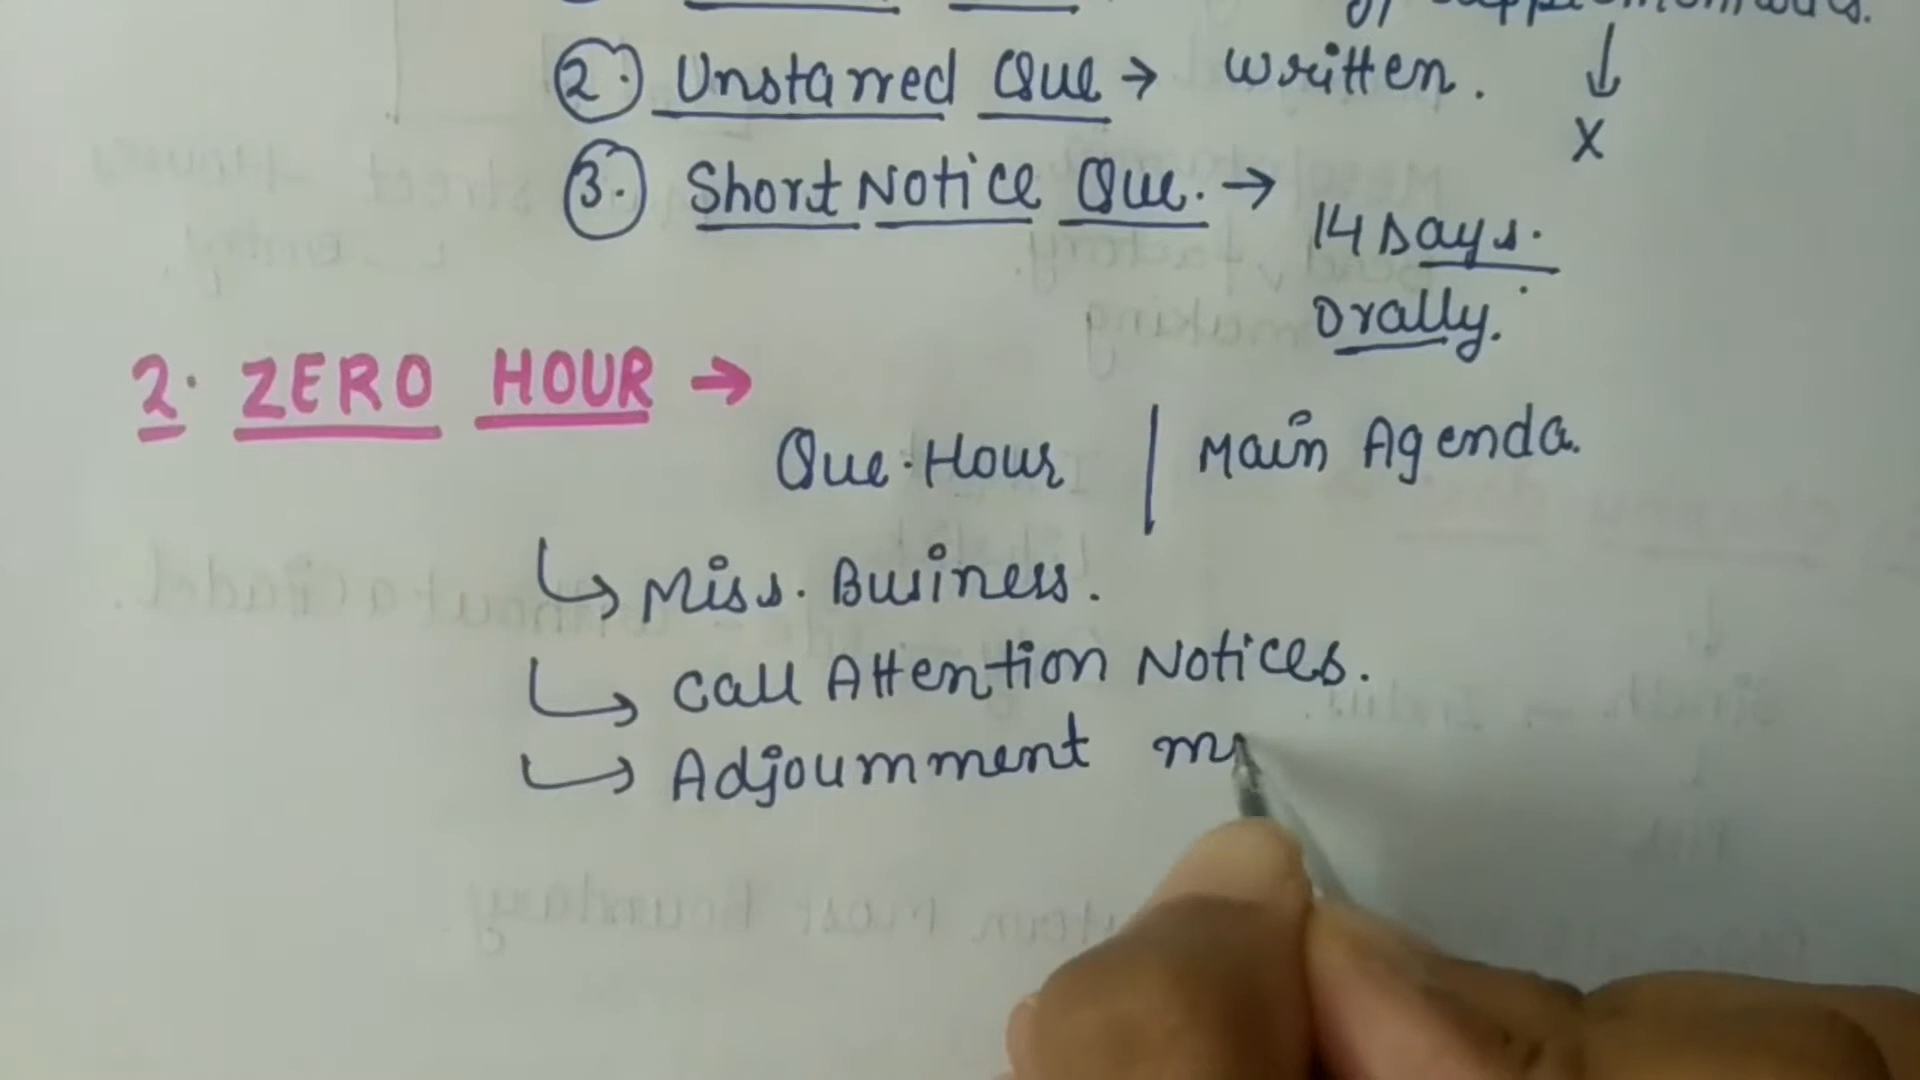 2. Unstarred Que → written. ↓
X
3. Short Notice Que. →
14 Days.
Orally.
2. ZERO HOUR →
Que. Hour | Main Agenda.
↳ Miss. Business.
↳ Call Attention Notices.
↳ Adjournment